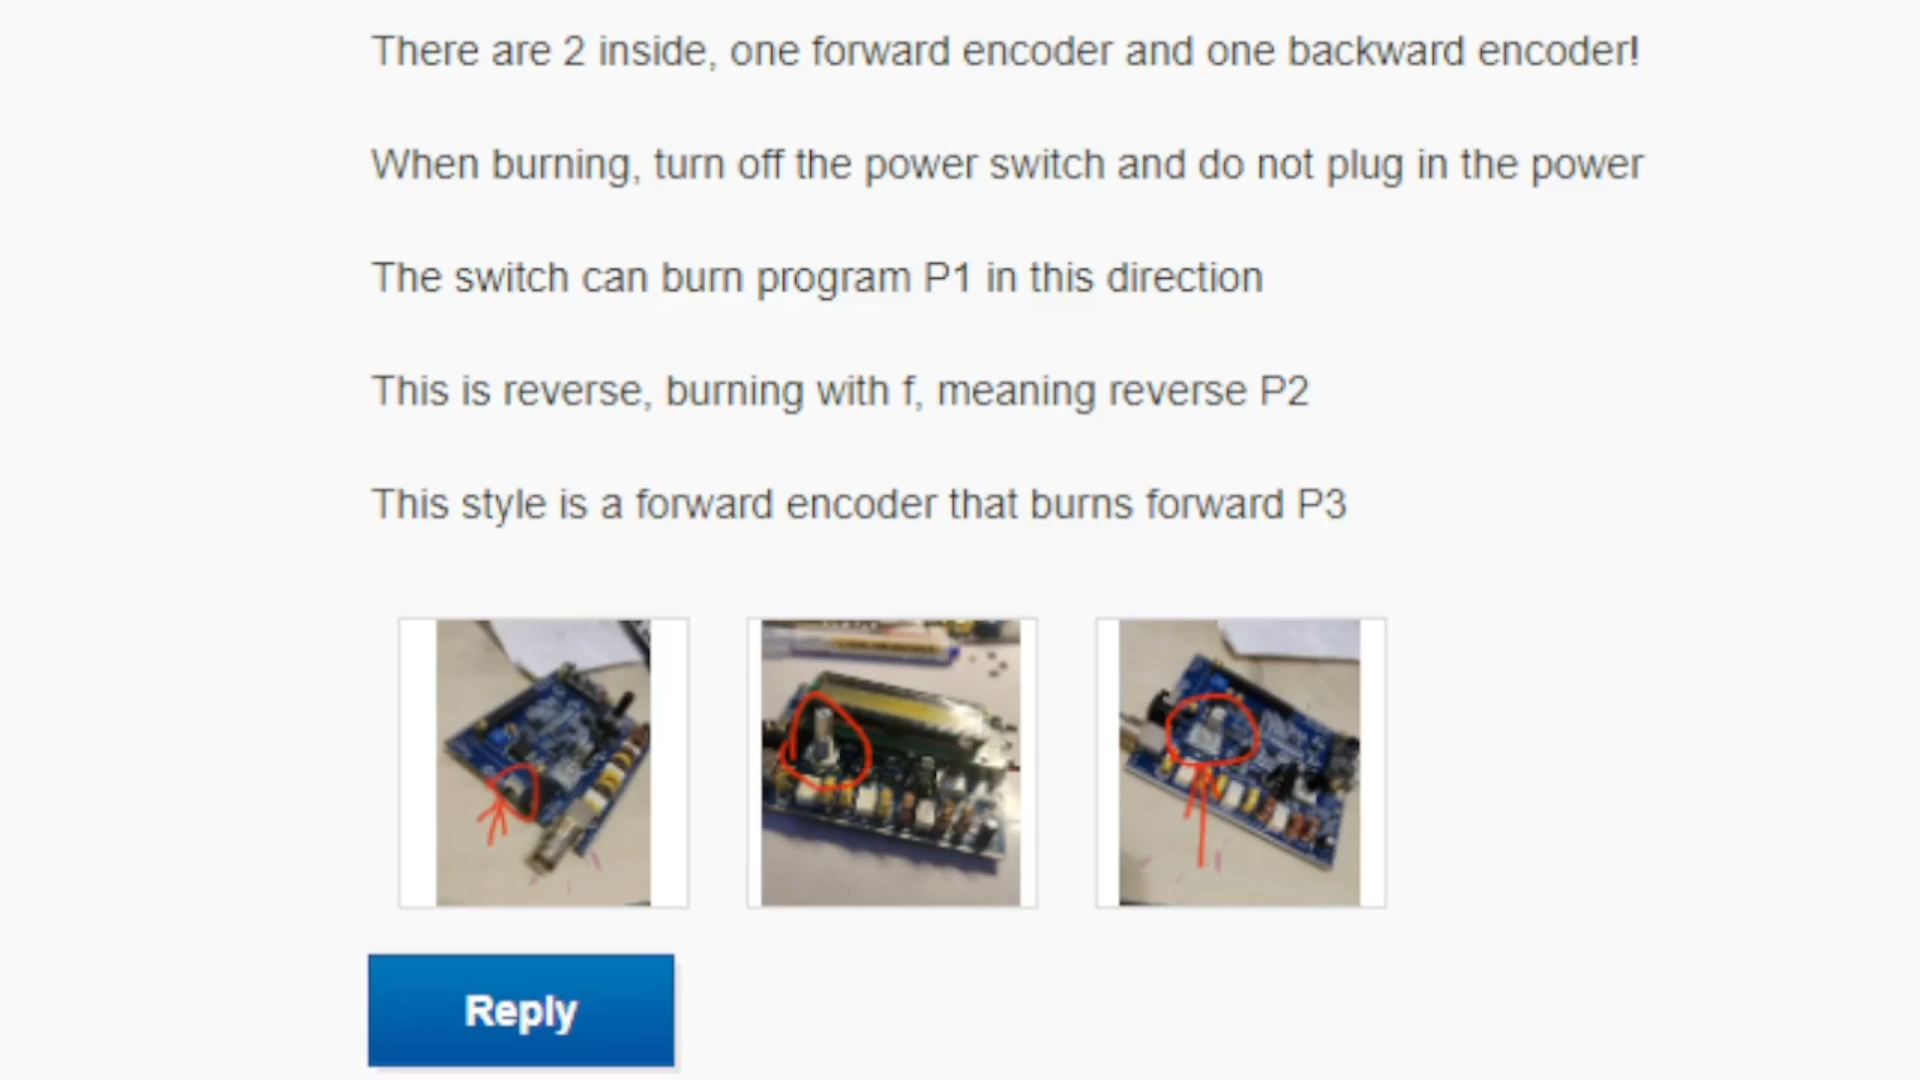 There are 2 inside, one forward encoder and one backward encoder!
When burning, turn off the power switch and do not plug in the power
The switch can burn program P1 in this direction
This is reverse, burning with f, meaning reverse P2
This style is a forward encoder that burns forward P3
Reply